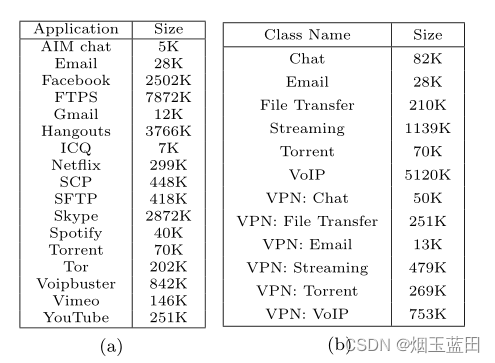 Application Size
AIM chat 5K
Email 28K
Facebook 2502K
FTPS 7872K
Gmail 12K
Hangouts 3766K
ICQ 7K
Netflix 299K
SCP 448K
SFTP 418K
Skype 2872K
Spotify 40K
Torrent 70K
Tor 202K
Voipbuster 842K
Vimeo 146K
YouTube 251K
(a)
Class Name Size
Chat 82K
Email 28K
File Transfer 210K
Streaming 1139K
Torrent 70K
VoIP 5120K
VPN: Chat 50K
VPN: File Transfer 251K
VPN: Email 13K
VPN: Streaming 479K
VPN: Torrent 269K
VPN: VoIP 753K
(b)
CSDN @烟玉蓝田